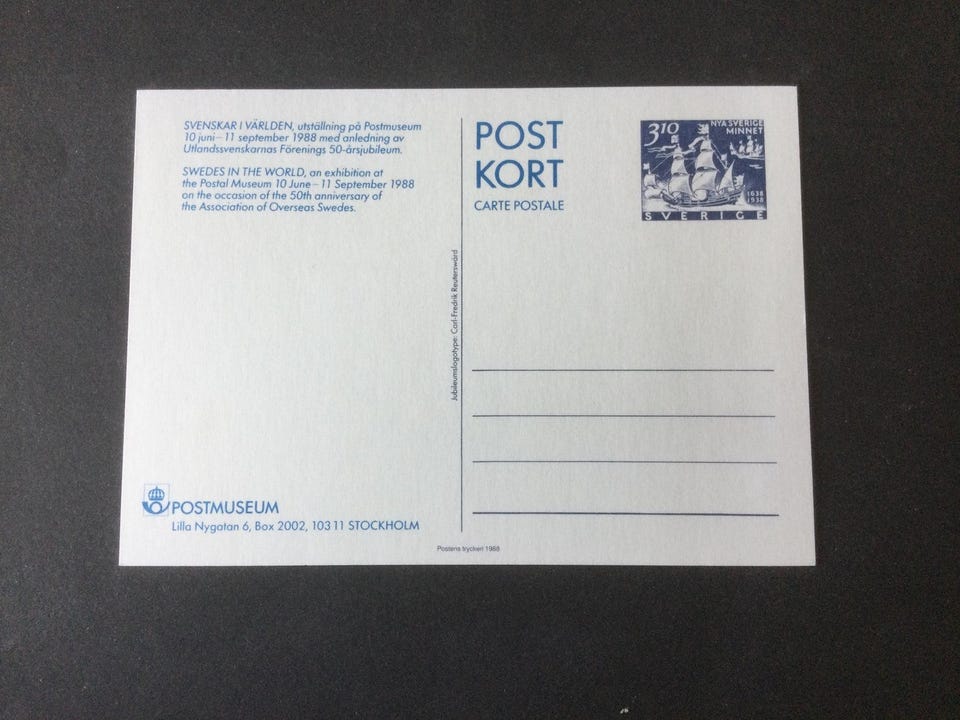 SVENSKAR I VÄRLDEN, utställning på Postmuseum
10 juni–11 september 1988 med anledning av
Utlandssvenskarnas Förenings 50-årsjubileum.
SWEDES IN THE WORLD, an exhibition at
the Postal Museum 10 June–11 September 1988
on the occasion of the 50th anniversary of
the Association of Overseas Swedes.
POSTMUSEUM
Lilla Nygatan 6, Box 2002, 103 11 STOCKHOLM
Jubileumslogotype: Carl-Fredrik Reuterswärd
Postens tryckeri 1988
POST
KORT
CARTE POSTALE
310
NYA SVERIGE
MINNET
1638
1938
SVERIGE